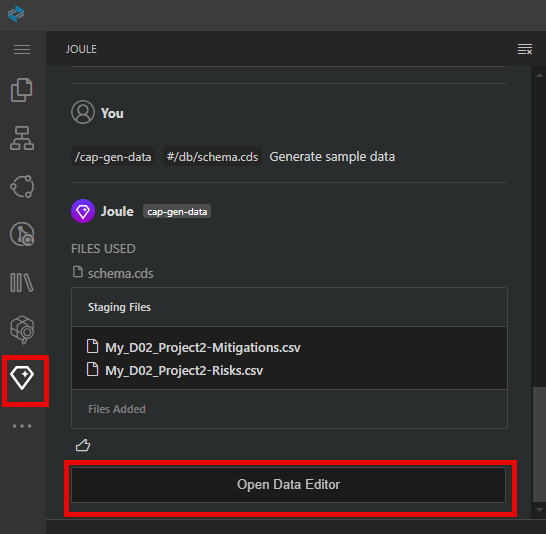 JOULE
You
/cap-gen-data #/db/schema.cds Generate sample data
Joule cap-gen-data
FILES USED
schema.cds
Staging Files
My_D02_Project2-Mitigations.csv
My_D02_Project2-Risks.csv
Files Added
Open Data Editor